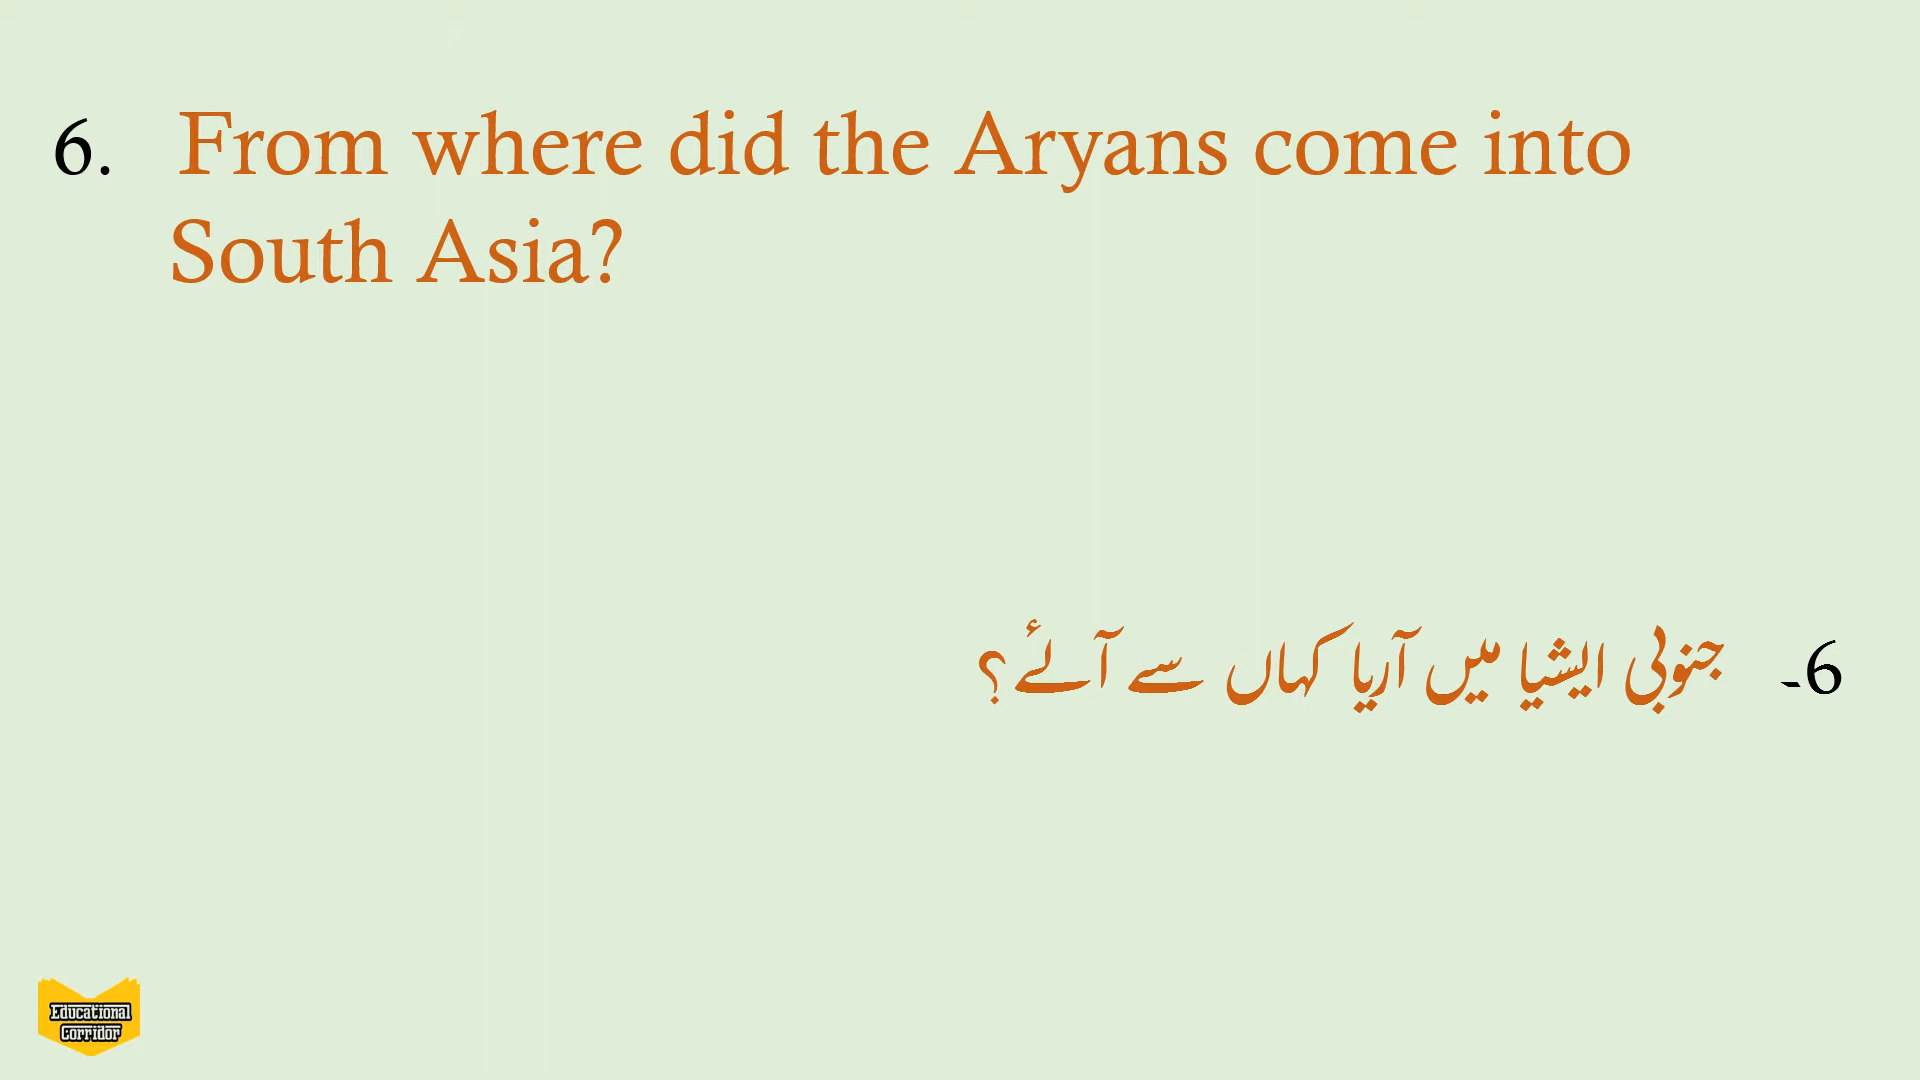 6. From where did the Aryans come into
South Asia?
6- جنوبی ایشیا میں آریا کہاں سے آئے؟
Educational
Corridor